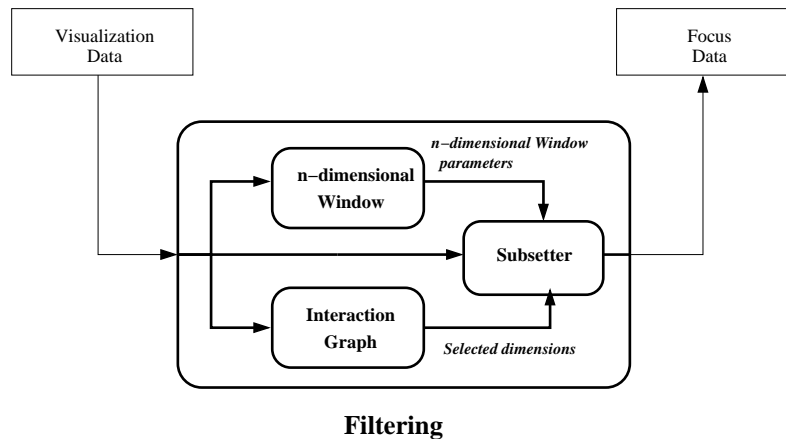 Visualization
Data
Focus
Data
n−dimensional Window
parameters
n−dimensional
Window
Subsetter
Interaction
Graph
Selected dimensions
Filtering